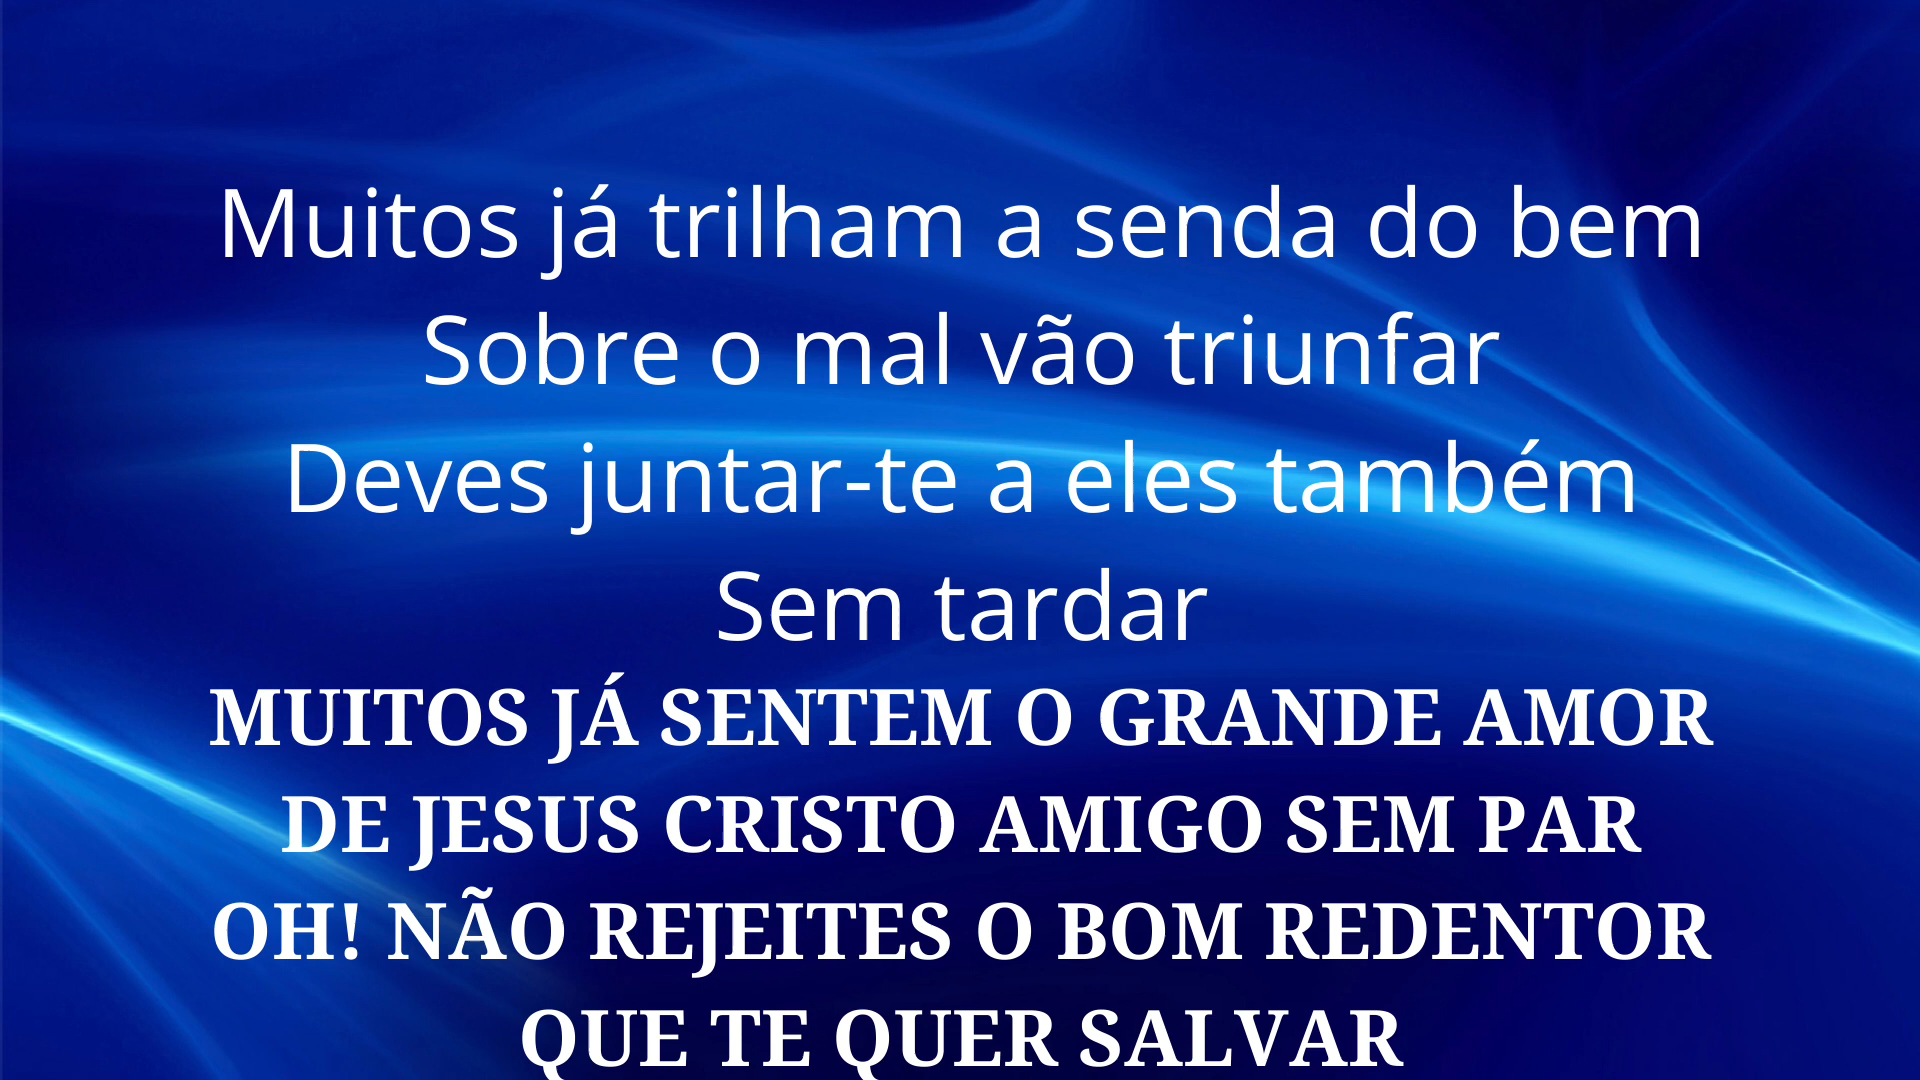 Muitos já trilham a senda do bem
Sobre o mal vão triunfar
Deves juntar-te a eles também
Sem tardar
MUITOS JÁ SENTEM O GRANDE AMOR
DE JESUS CRISTO AMIGO SEM PAR
OH! NÃO REJEITES O BOM REDENTOR
QUE TE QUER SALVAR